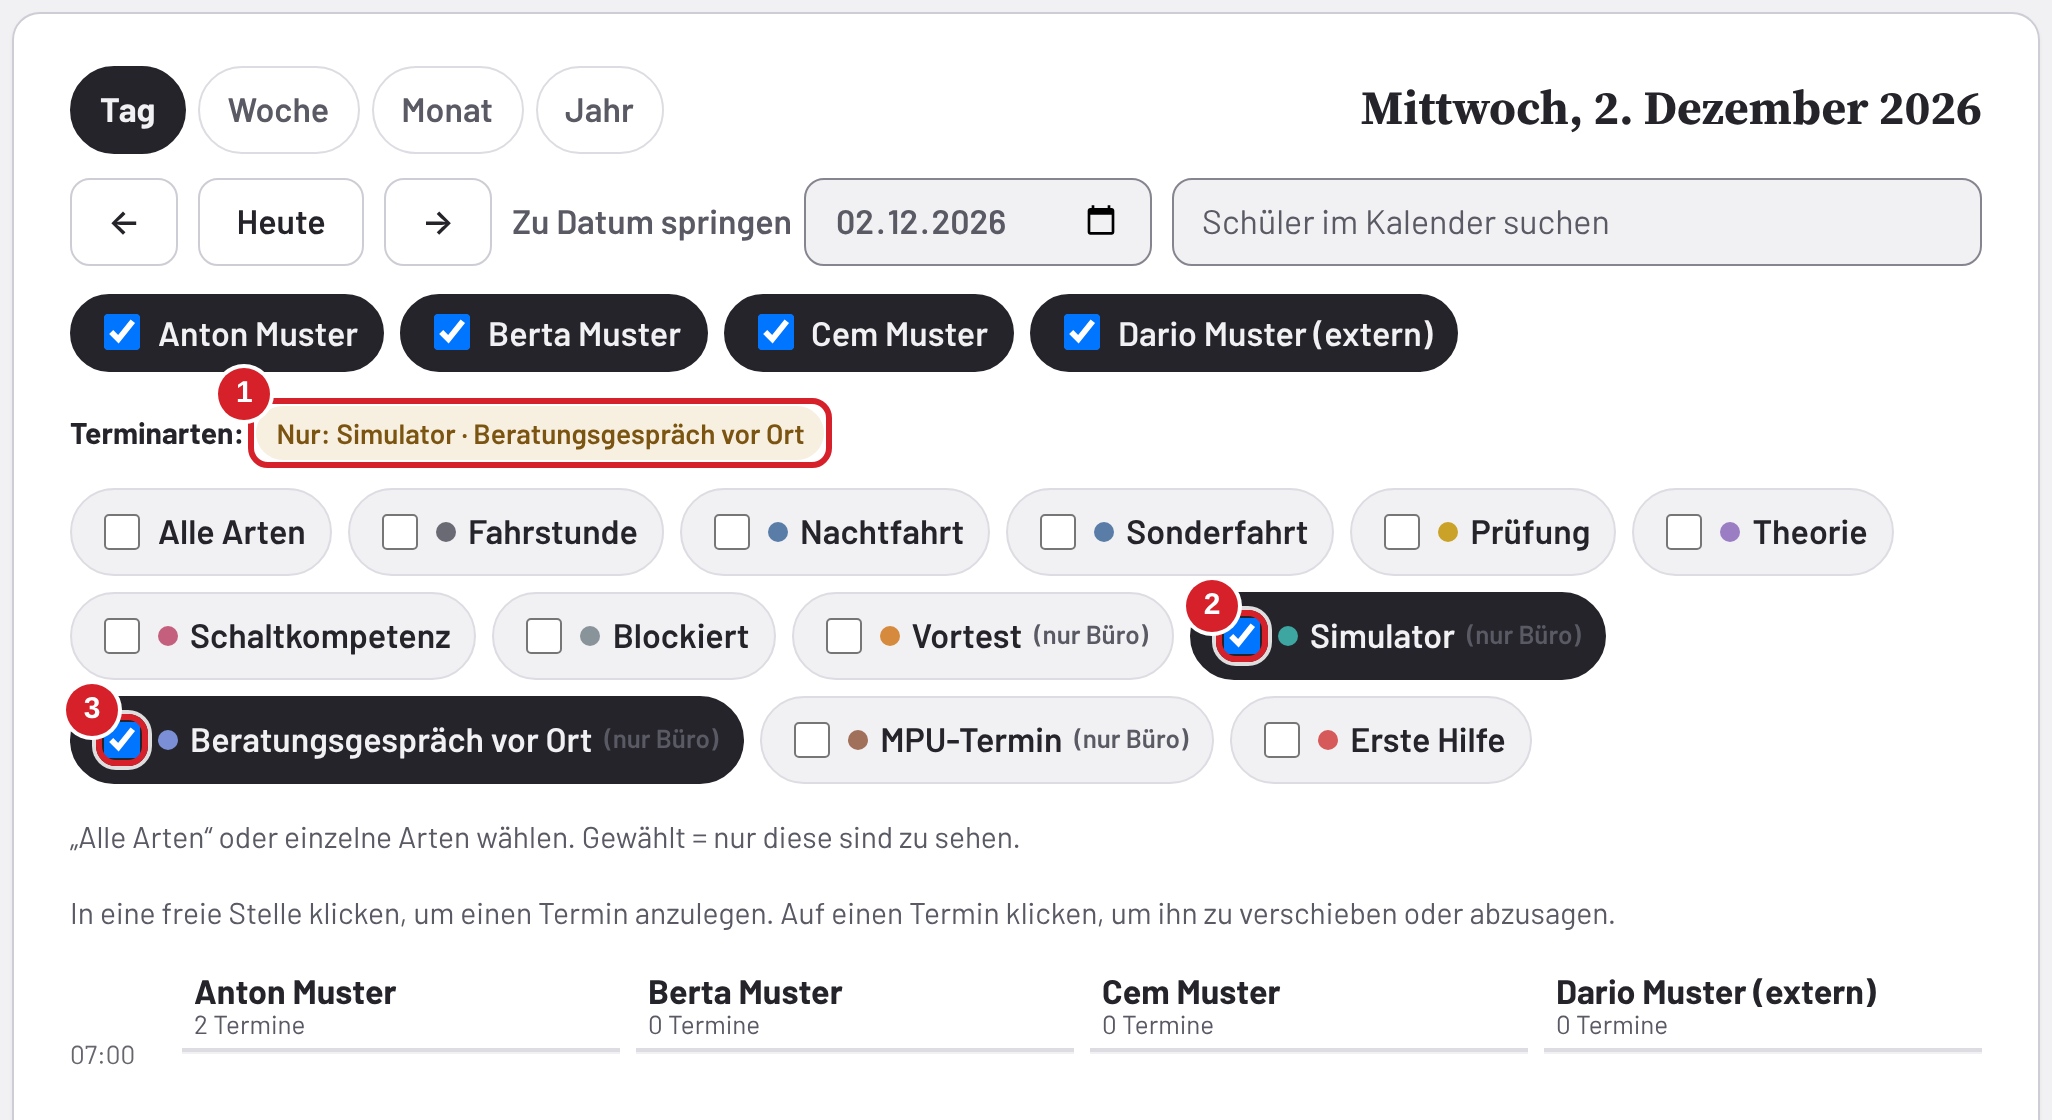 Tag Woche Monat Jahr Mittwoch, 2. Dezember 2026
← Heute → Zu Datum springen 02.12.2026 Schüler im Kalender suchen
Anton Muster Berta Muster Cem Muster Dario Muster (extern)
1
Terminarten: Nur: Simulator · Beratungsgespräch vor Ort
Alle Arten Fahrstunde Nachtfahrt Sonderfahrt Prüfung Theorie
2
Schaltkompetenz Blockiert Vortest (nur Büro) Simulator (nur Büro)
3
Beratungsgespräch vor Ort (nur Büro) MPU-Termin (nur Büro) Erste Hilfe
„Alle Arten“ oder einzelne Arten wählen. Gewählt = nur diese sind zu sehen.
In eine freie Stelle klicken, um einen Termin anzulegen. Auf einen Termin klicken, um ihn zu verschieben oder abzusagen.
Anton Muster Berta Muster Cem Muster Dario Muster (extern)
2 Termine 0 Termine 0 Termine 0 Termine
07:00